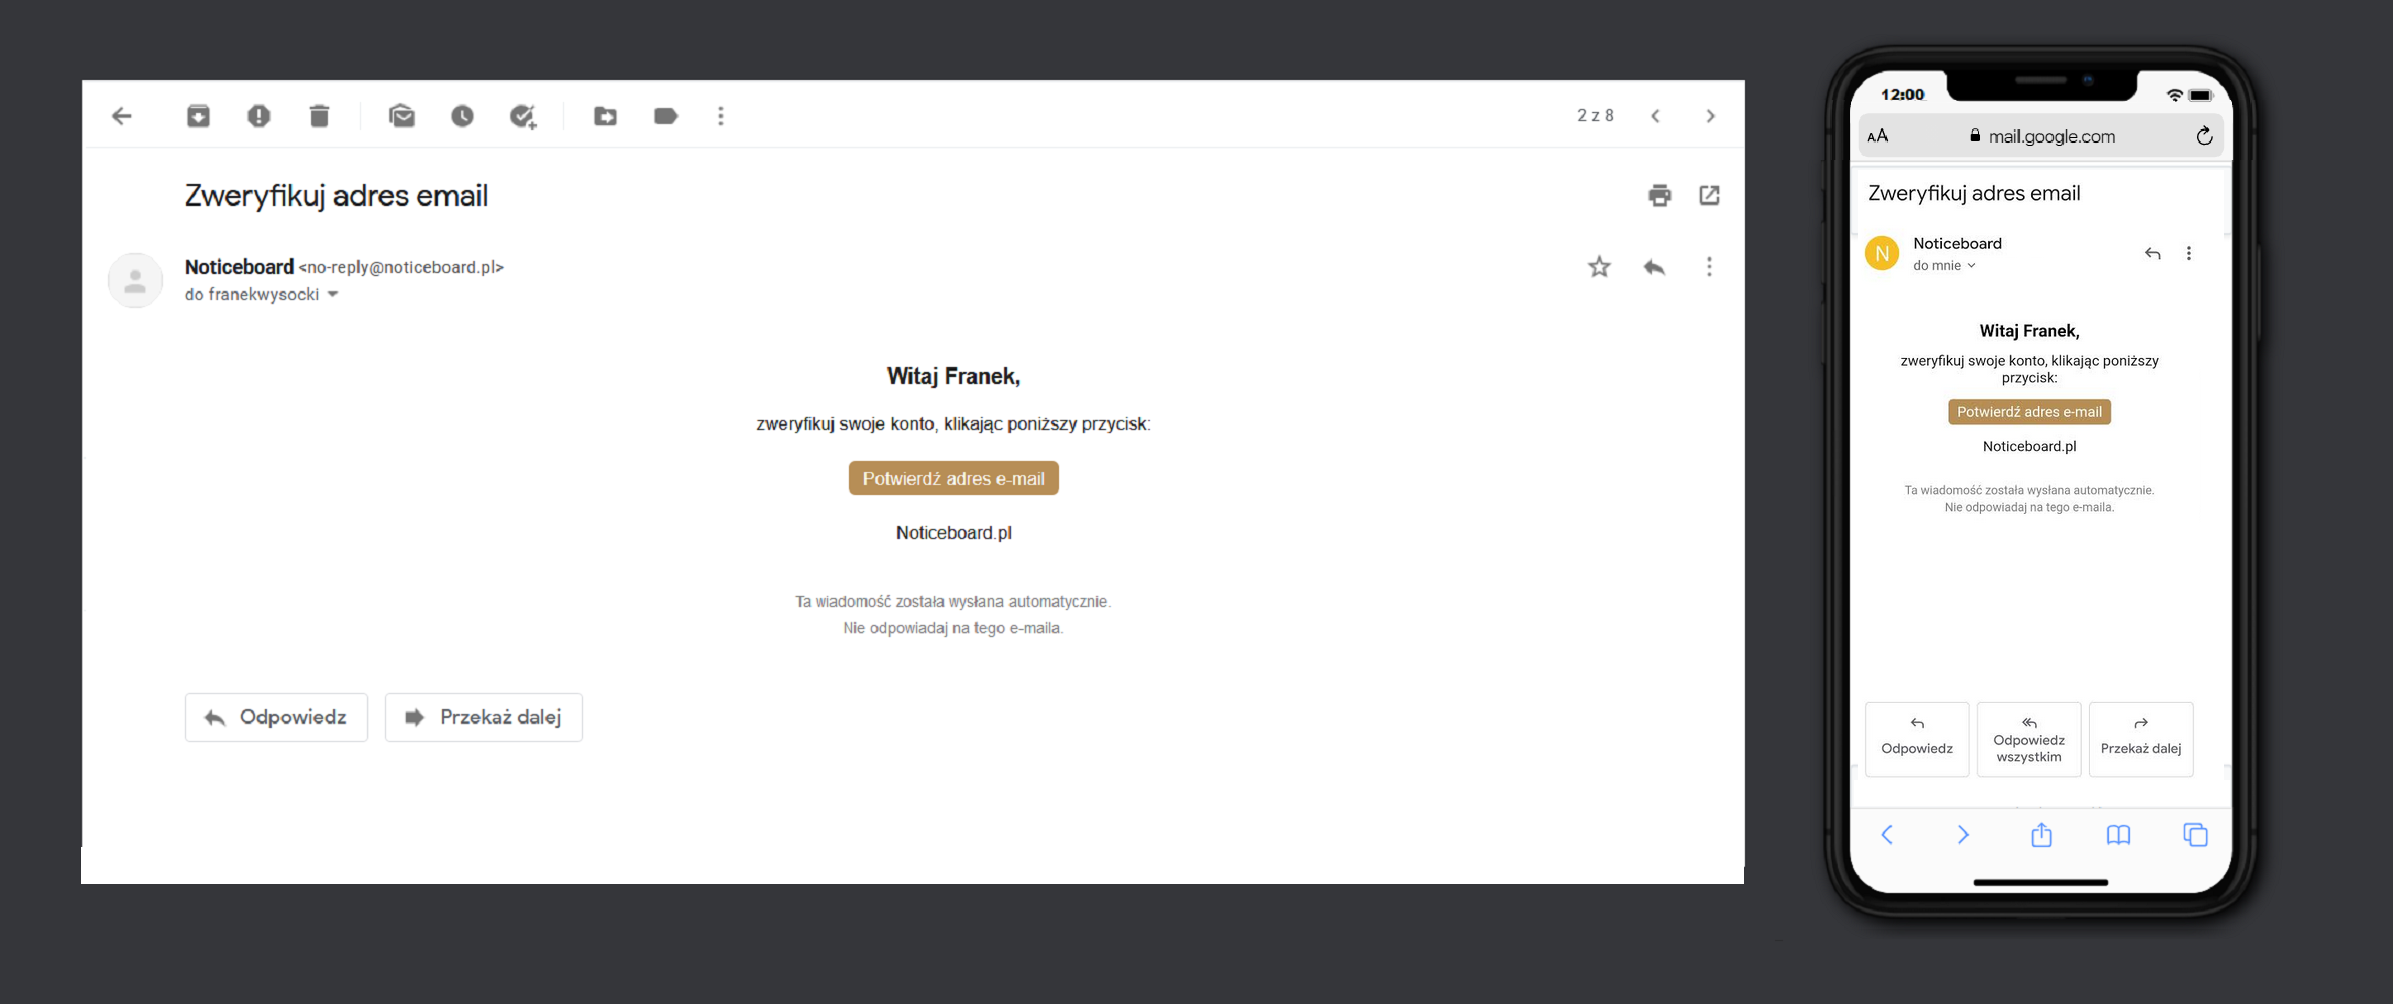 2 z 8
Zweryfikuj adres email
Noticeboard <no-reply@noticeboard.pl>
do franekwysocki
Witaj Franek,
zweryfikuj swoje konto, klikając poniższy przycisk:
Potwierdź adres e-mail
Noticeboard.pl
Ta wiadomość została wysłana automatycznie.
Nie odpowiadaj na tego e-maila.
Odpowiedz
Przekaż dalej
12:00
AA
mail.google.com
Zweryfikuj adres email
N
Noticeboard
do mnie
Witaj Franek,
zweryfikuj swoje konto, klikając poniższy
przycisk:
Potwierdź adres e-mail
Noticeboard.pl
Ta wiadomość została wysłana automatycznie.
Nie odpowiadaj na tego e-maila.
Odpowiedz
Odpowiedz
wszystkim
Przekaż dalej